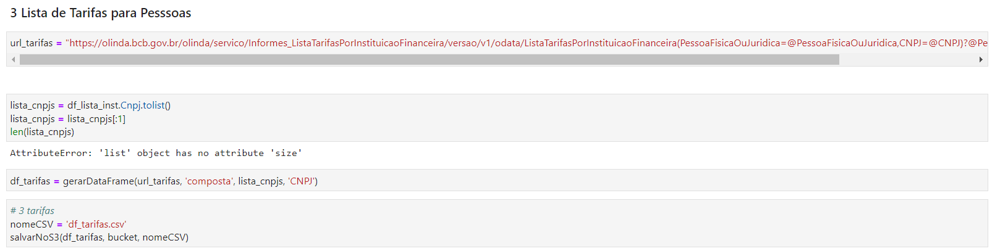 3 Lista de Tarifas para Pesssoas
url_tarifas = "https://olinda.bcb.gov.br/olinda/servico/Informes_ListaTarifasPorInstituicaoFinanceira/versao/v1/odata/ListaTarifasPorInstituicaoFinanceira(PessoaFisicaOuJuridica=@PessoaFisicaOuJuridica,CNPJ=@CNPJ)?@Pe
lista_cnpjs = df_lista_inst.Cnpj.tolist()
lista_cnpjs = lista_cnpjs[:1]
len(lista_cnpjs)
AttributeError: 'list' object has no attribute 'size'
df_tarifas = gerarDataFrame(url_tarifas, 'composta', lista_cnpjs, 'CNPJ')
# 3 tarifas
nomeCSV = 'df_tarifas.csv'
salvarNoS3(df_tarifas, bucket, nomeCSV)